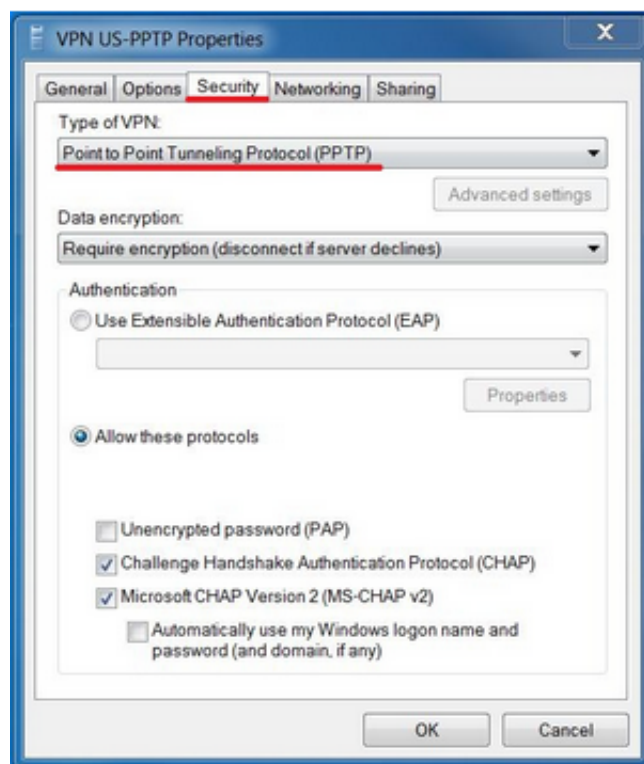 VPN US-PPTP Properties
General Options Security Networking Sharing
Type of VPN:
Point to Point Tunneling Protocol (PPTP)
Advanced settings
Data encryption:
Require encryption (disconnect if server declines)
Authentication
Use Extensible Authentication Protocol (EAP)
Properties
Allow these protocols
Unencrypted password (PAP)
Challenge Handshake Authentication Protocol (CHAP)
Microsoft CHAP Version 2 (MS-CHAP v2)
Automatically use my Windows logon name and
password (and domain, if any)
OK Cancel